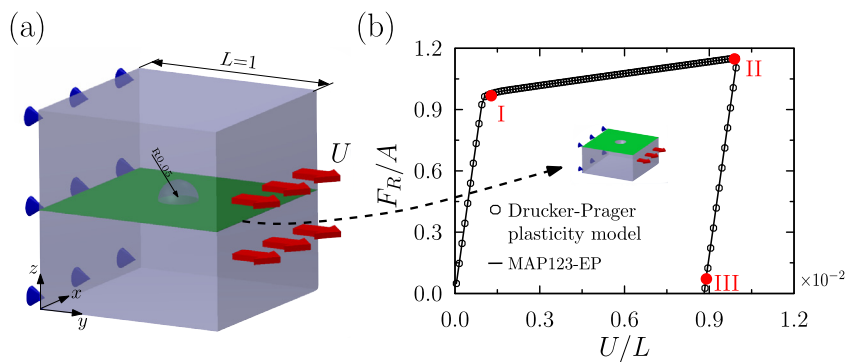 (a)
L=1
R0.05
U
z
x
y
(b)
F_R/A
1.2
0.9
0.6
0.3
0.0
I
II
III
Drucker-Prager
plasticity model
MAP123-EP
0.0
0.3
0.6
0.9
1.2
×10⁻²
U/L